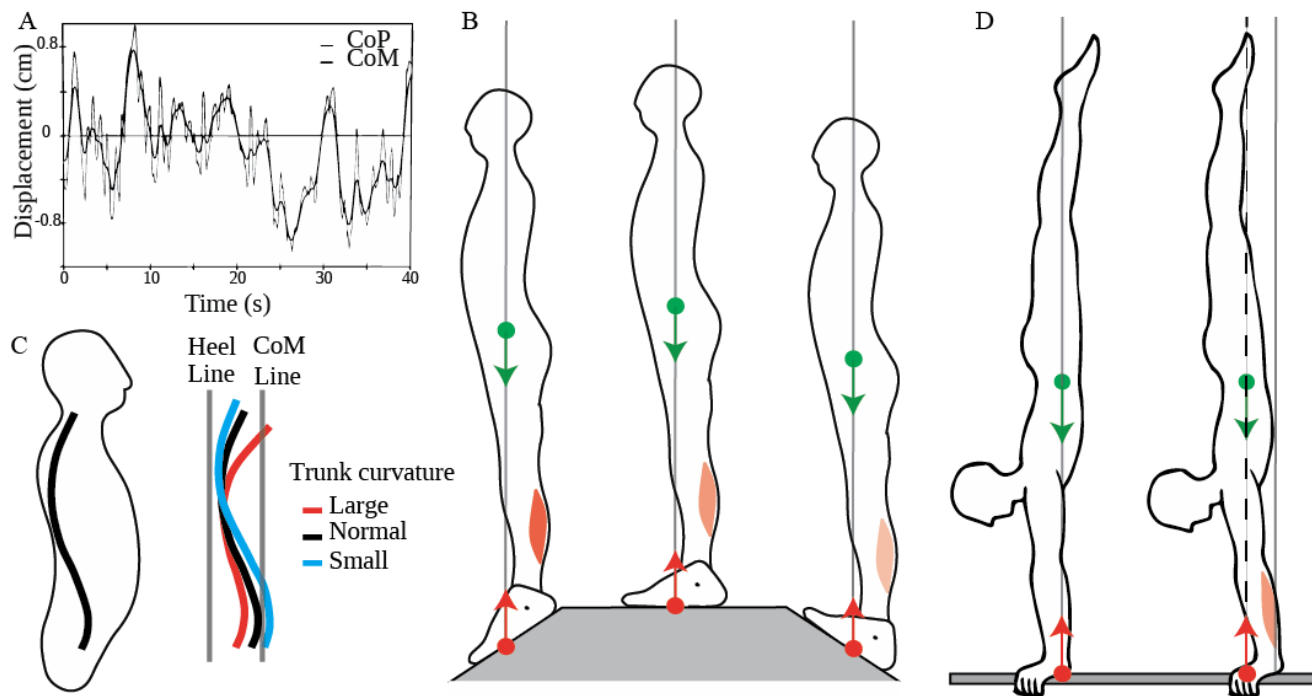 A
Displacement (cm)
0.8
0
-0.8
CoP
CoM
0
10
20
30
40
Time (s)
B
C
Heel
Line
CoM
Line
Trunk curvature
Large
Normal
Small
D